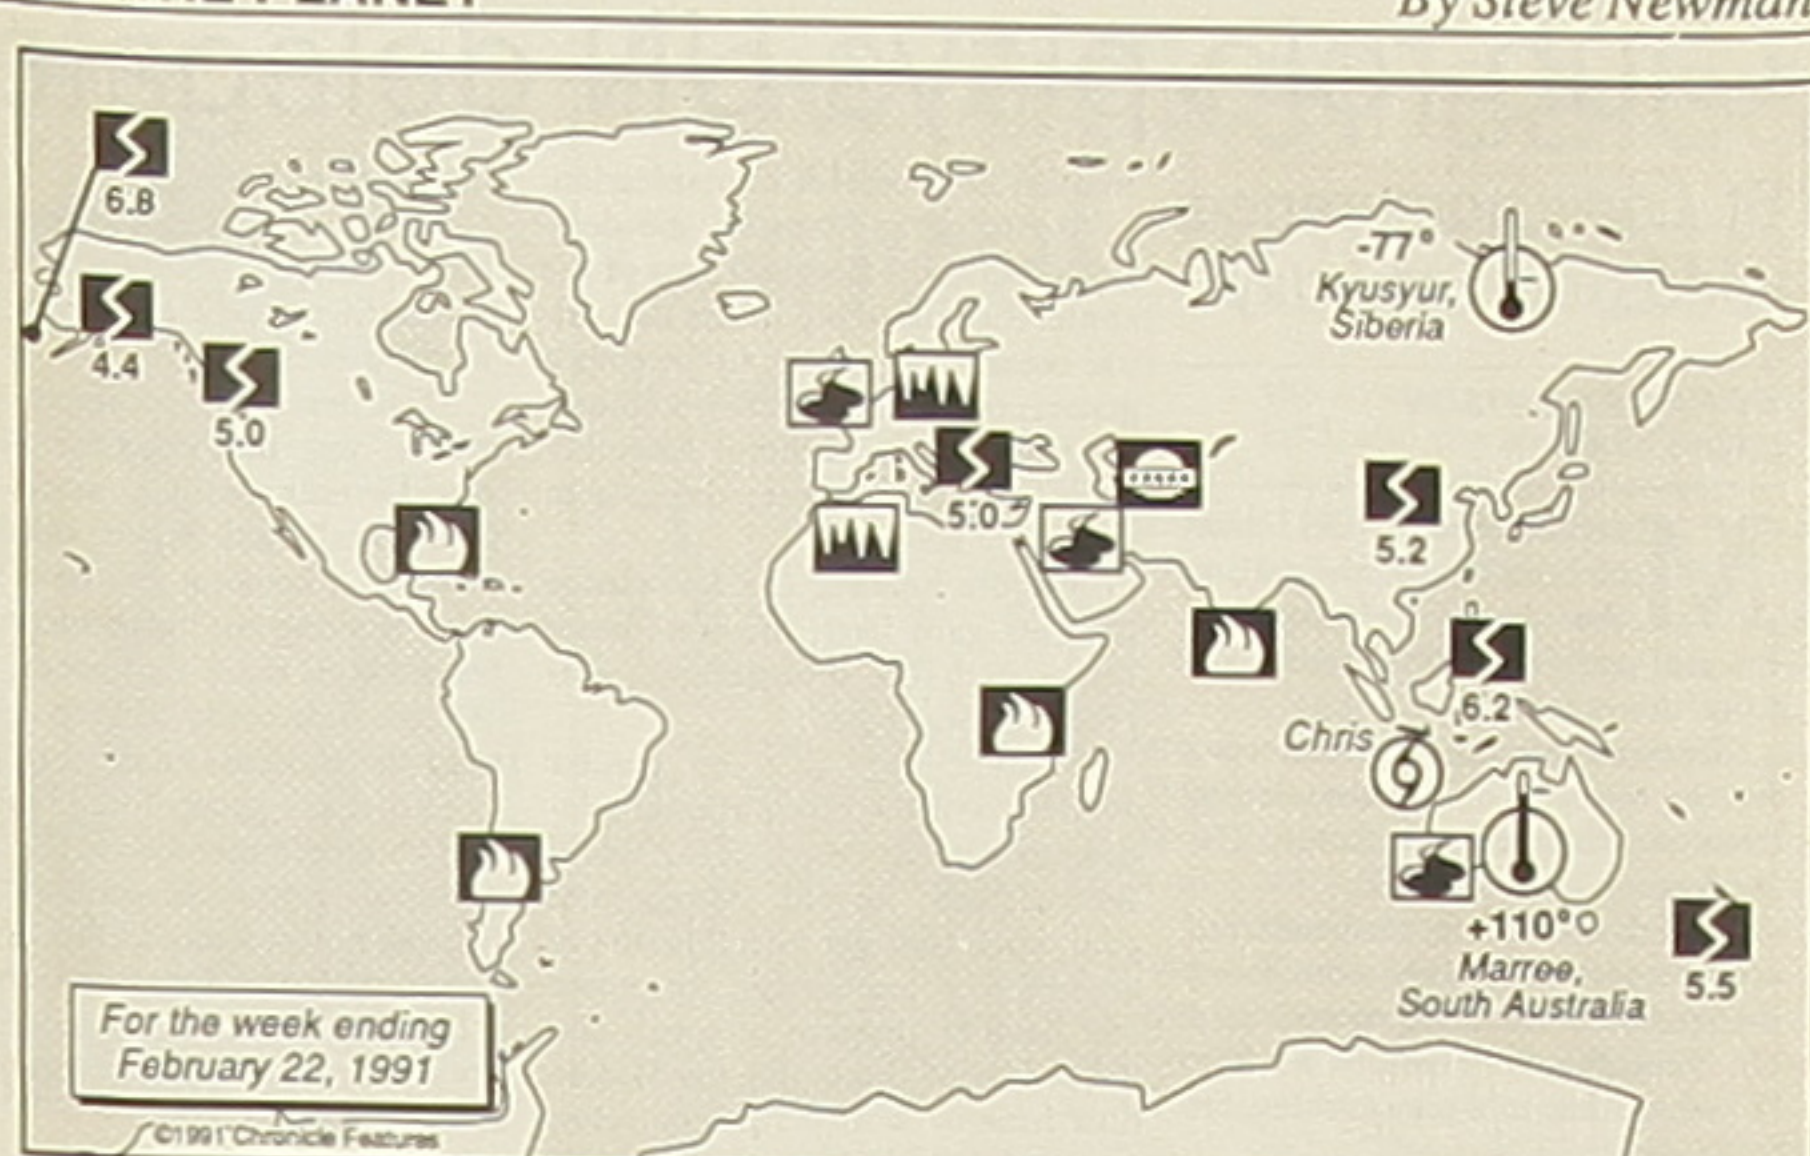 By Steve Newman
6.8
-77°
Kyusyur,
Siberia
4.4
5.0
5.0
5.2
6.2
Chris
+110°
Marree,
South Australia
5.5
For the week ending
February 22, 1991
©1991 Chronicle Features